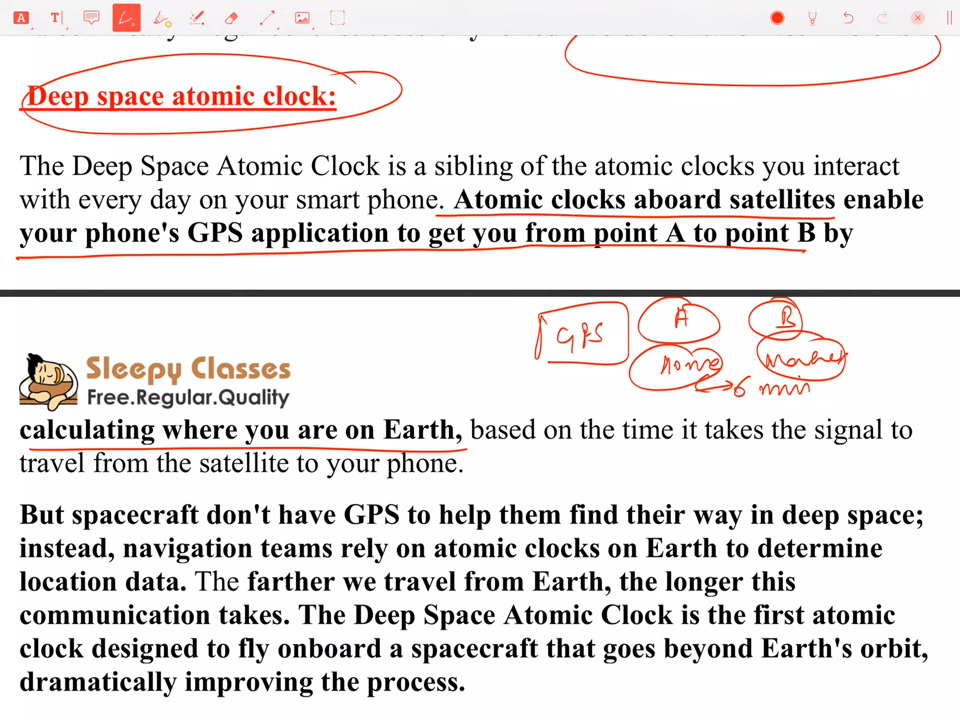 Deep space atomic clock:
The Deep Space Atomic Clock is a sibling of the atomic clocks you interact
with every day on your smart phone. Atomic clocks aboard satellites enable
your phone's GPS application to get you from point A to point B by
GPS A B
Home Market
6 min
Sleepy Classes
Free.Regular.Quality
calculating where you are on Earth, based on the time it takes the signal to
travel from the satellite to your phone.
But spacecraft don't have GPS to help them find their way in deep space;
instead, navigation teams rely on atomic clocks on Earth to determine
location data. The farther we travel from Earth, the longer this
communication takes. The Deep Space Atomic Clock is the first atomic
clock designed to fly onboard a spacecraft that goes beyond Earth's orbit,
dramatically improving the process.